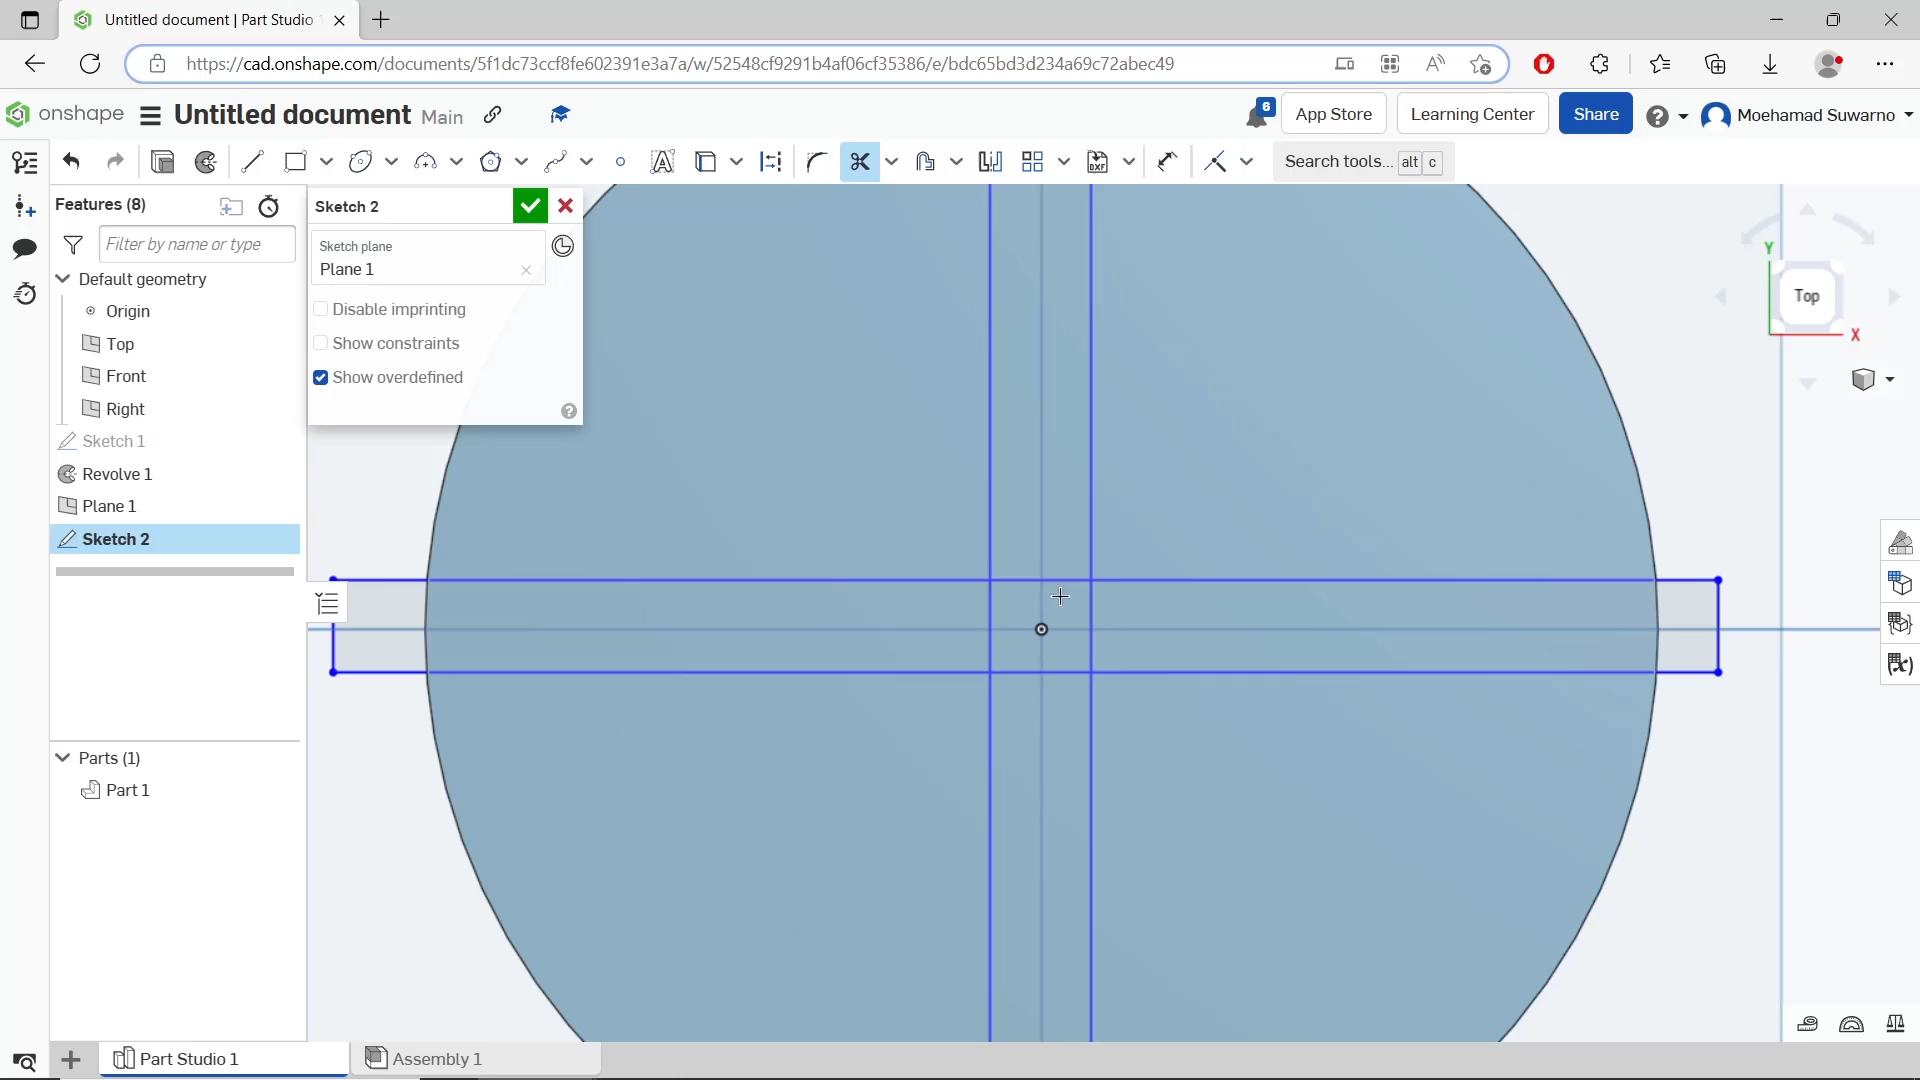 Untitled document | Part Studio
https://cad.onshape.com/documents/5f1dc73ccf8fe602391e3a7a/w/52548cf9291b4af06cf35386/e/bdc65bd3d234a69c72abec49
onshape Untitled document Main 6 App Store Learning Center Share Moehamad Suwarno
Search tools... alt c
Features (8)
Filter by name or type
Default geometry
Origin
Top
Front
Right
Sketch 1
Revolve 1
Plane 1
Sketch 2
Parts (1)
Part 1
Sketch 2
Sketch plane
Plane 1
Disable imprinting
Show constraints
Show overdefined
Y
Top
X
Part Studio 1
Assembly 1